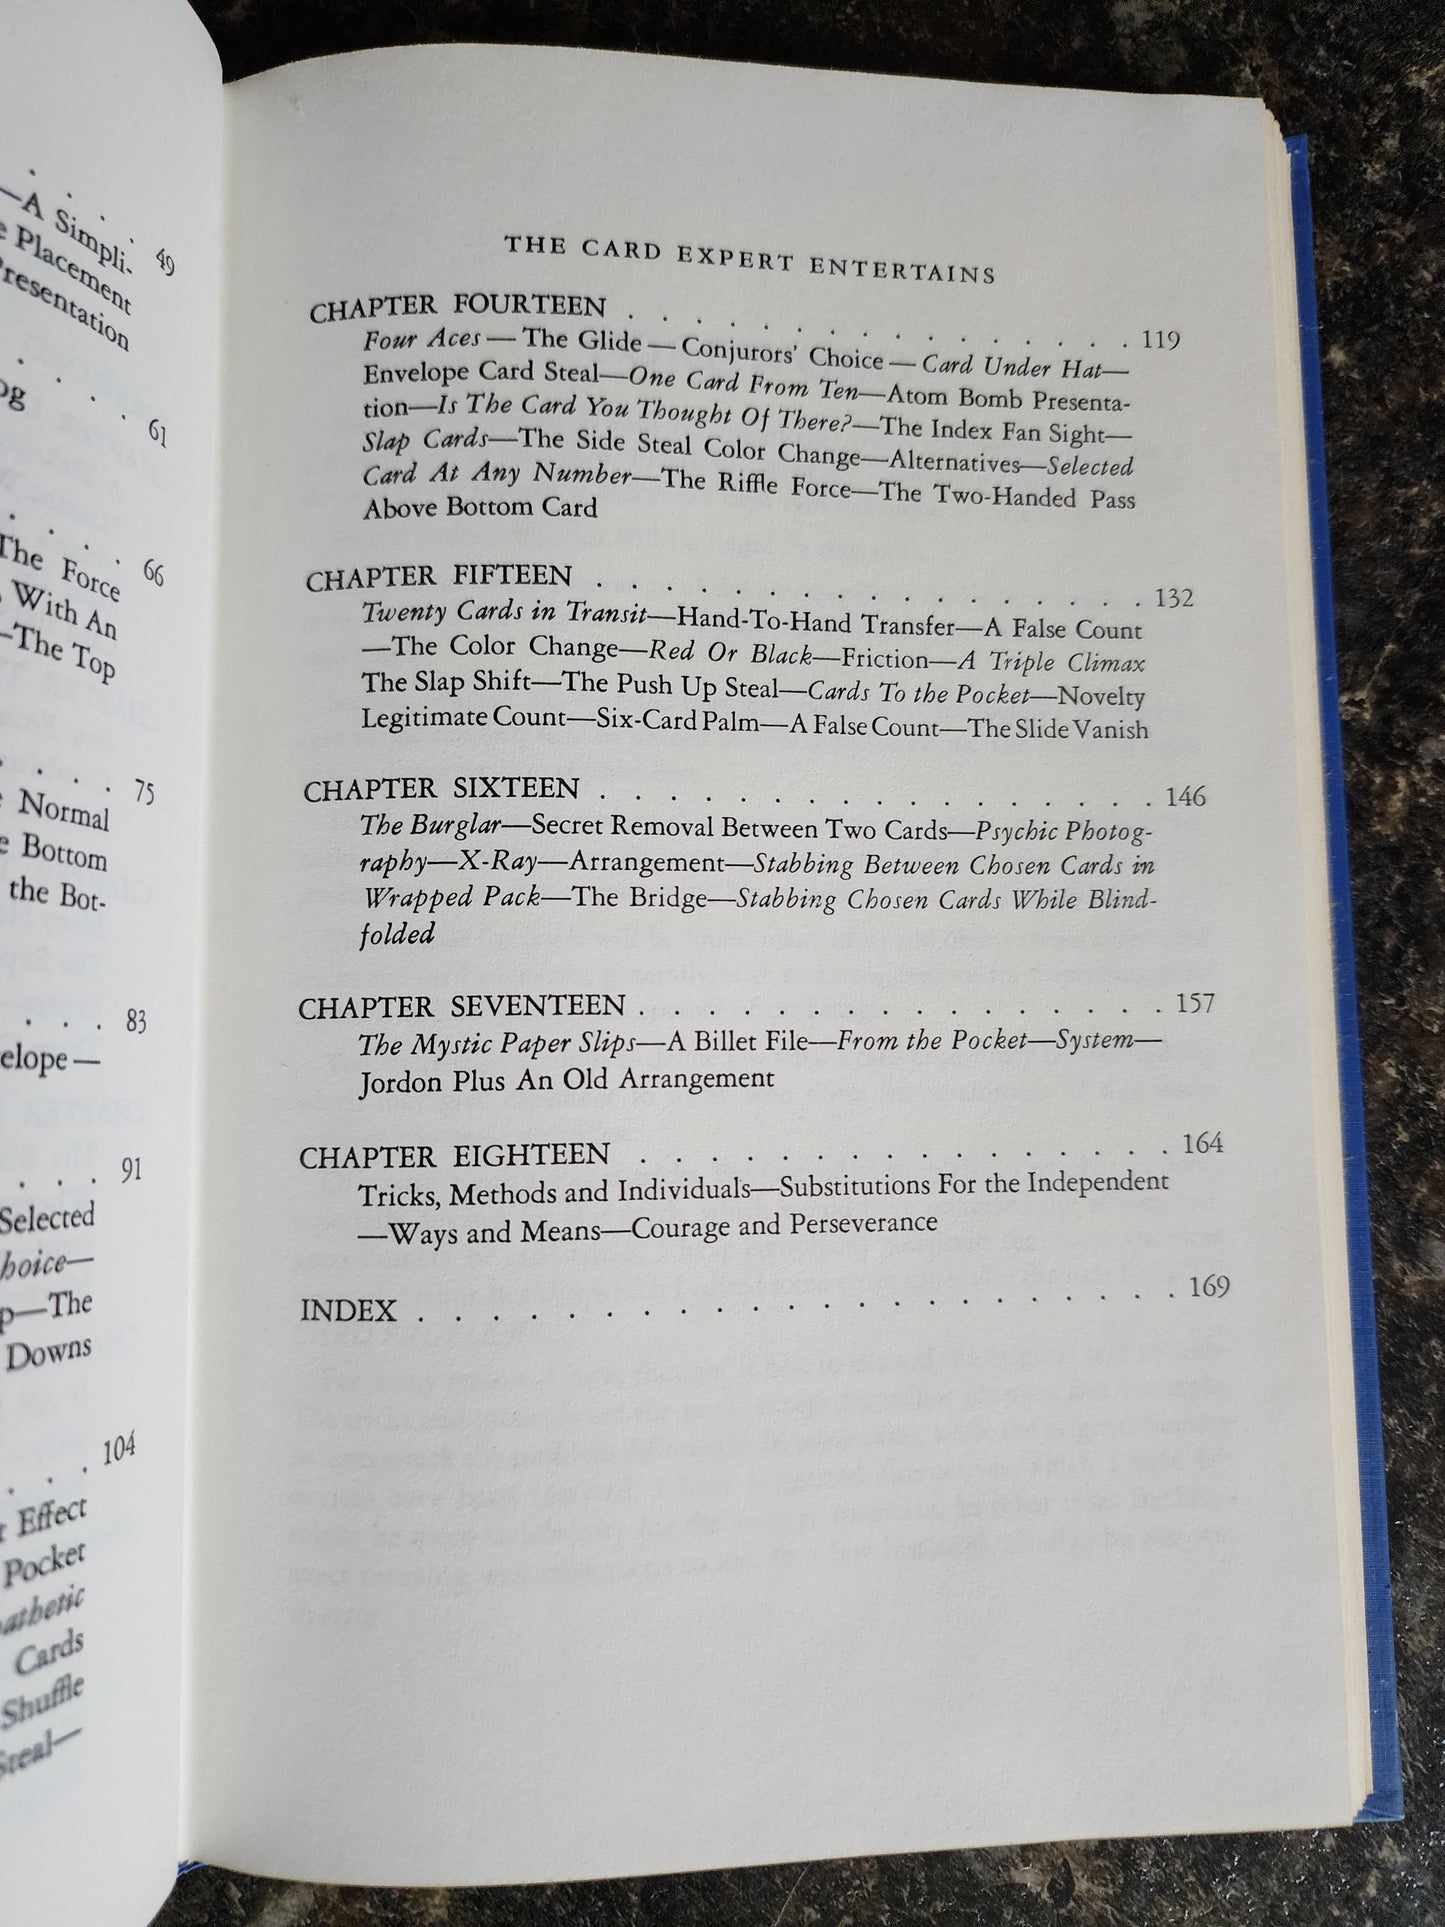 —A Simpli-
Placement
Presentation
49
61
66
The Force
With An
—The Top
75
Normal
Bottom
the Bot-
83
91
Selected
—The
Downs
104
Effect
Pocket
Cards
Shuffle
Steal—
THE CARD EXPERT ENTERTAINS
CHAPTER FOURTEEN . . . . . . . . . . . . . . . 119
Four Aces — The Glide — Conjurors' Choice — Card Under Hat—
Envelope Card Steal—One Card From Ten—Atom Bomb Presenta-
tion—Is The Card You Thought Of There?—The Index Fan Sight—
Slap Cards—The Side Steal Color Change—Alternatives—Selected
Card At Any Number—The Riffle Force—The Two-Handed Pass
Above Bottom Card
CHAPTER FIFTEEN . . . . . . . . . . . . . . . . 132
Twenty Cards in Transit—Hand-To-Hand Transfer—A False Count
—The Color Change—Red Or Black—Friction—A Triple Climax
The Slap Shift—The Push Up Steal—Cards To the Pocket—Novelty
Legitimate Count—Six-Card Palm—A False Count—The Slide Vanish
CHAPTER SIXTEEN . . . . . . . . . . . . . . . . 146
The Burglar—Secret Removal Between Two Cards—Psychic Photog-
raphy—X-Ray—Arrangement—Stabbing Between Chosen Cards in
Wrapped Pack—The Bridge—Stabbing Chosen Cards While Blind-
folded
CHAPTER SEVENTEEN . . . . . . . . . . . . . . . 157
The Mystic Paper Slips—A Billet File—From the Pocket—System—
Jordon Plus An Old Arrangement
CHAPTER EIGHTEEN . . . . . . . . . . . . . . . 164
Tricks, Methods and Individuals—Substitutions For the Independent
—Ways and Means—Courage and Perseverance
INDEX . . . . . . . . . . . . . . . . . . . . . 169